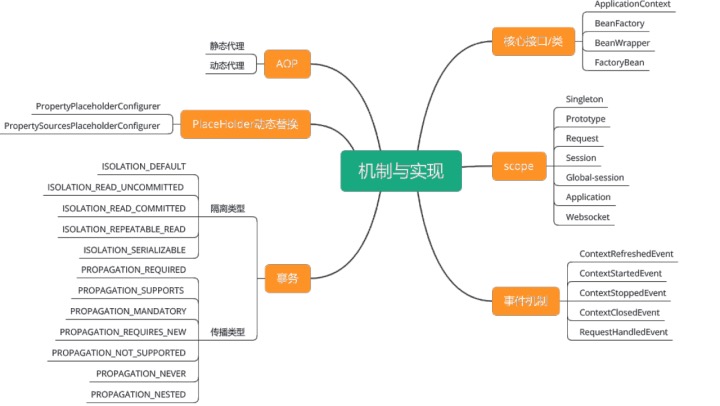 机制与实现
核心接口/类
ApplicationContext
BeanFactory
BeanWrapper
FactoryBean
scope
Singleton
Prototype
Request
Session
Global-session
Application
Websocket
事件机制
ContextRefreshedEvent
ContextStartedEvent
ContextStoppedEvent
ContextClosedEvent
RequestHandledEvent
AOP
静态代理
动态代理
PlaceHolder动态替换
PropertyPlaceholderConfigurer
PropertySourcesPlaceholderConfigurer
事务
隔离类型
ISOLATION_DEFAULT
ISOLATION_READ_UNCOMMITTED
ISOLATION_READ_COMMITTED
ISOLATION_REPEATABLE_READ
ISOLATION_SERIALIZABLE
传播类型
PROPAGATION_REQUIRED
PROPAGATION_SUPPORTS
PROPAGATION_MANDATORY
PROPAGATION_REQUIRES_NEW
PROPAGATION_NOT_SUPPORTED
PROPAGATION_NEVER
PROPAGATION_NESTED